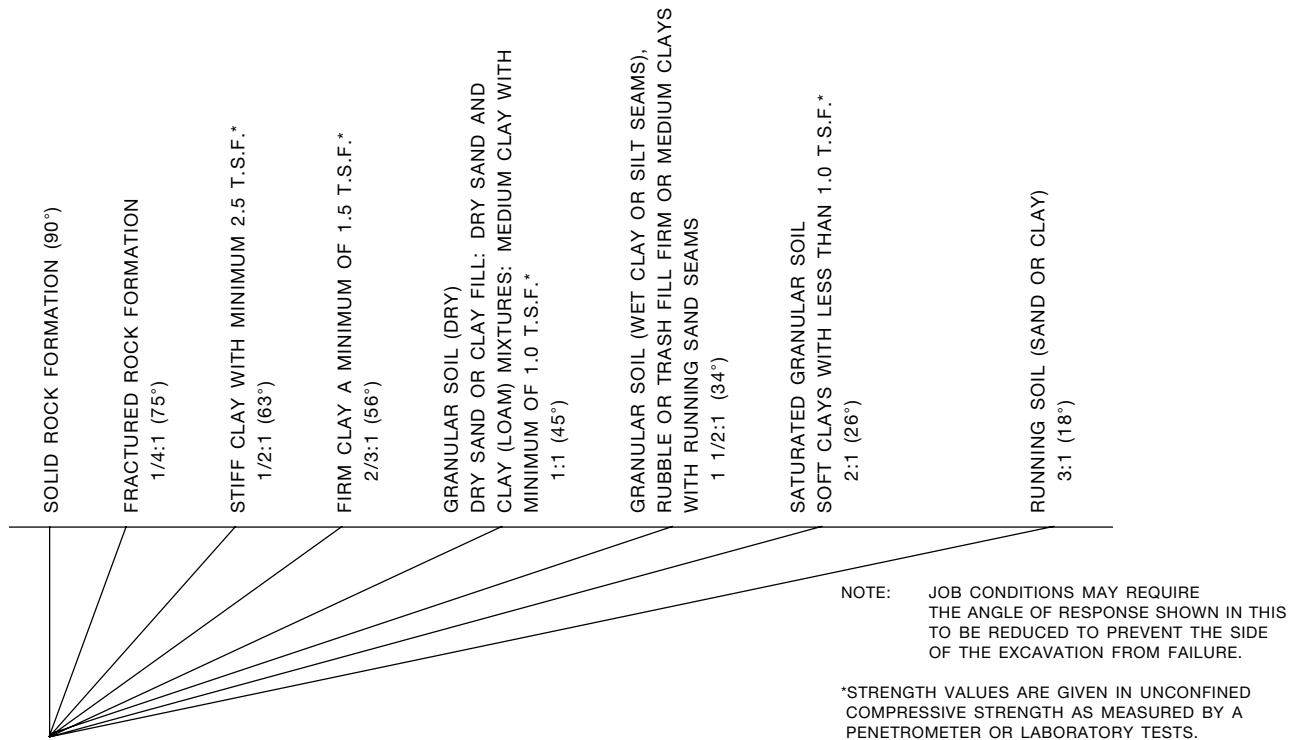 SOLID ROCK FORMATION (90°)
FRACTURED ROCK FORMATION
1/4:1 (75°)
STIFF CLAY WITH MINIMUM 2.5 T.S.F.*
1/2:1 (63°)
FIRM CLAY A MINIMUM OF 1.5 T.S.F.*
2/3:1 (56°)
GRANULAR SOIL (DRY)
DRY SAND OR CLAY FILL: DRY SAND AND
CLAY (LOAM) MIXTURES: MEDIUM CLAY WITH
MINIMUM OF 1.0 T.S.F.*
1:1 (45°)
GRANULAR SOIL (WET CLAY OR SILT SEAMS),
RUBBLE OR TRASH FILL FIRM OR MEDIUM CLAYS
WITH RUNNING SAND SEAMS
1 1/2:1 (34°)
SATURATED GRANULAR SOIL
SOFT CLAYS WITH LESS THAN 1.0 T.S.F.*
2:1 (26°)
RUNNING SOIL (SAND OR CLAY)
3:1 (18°)
NOTE: JOB CONDITIONS MAY REQUIRE
THE ANGLE OF RESPONSE SHOWN IN THIS
TO BE REDUCED TO PREVENT THE SIDE
OF THE EXCAVATION FROM FAILURE.
*STRENGTH VALUES ARE GIVEN IN UNCONFINED
COMPRESSIVE STRENGTH AS MEASURED BY A
PENETROMETER OR LABORATORY TESTS.